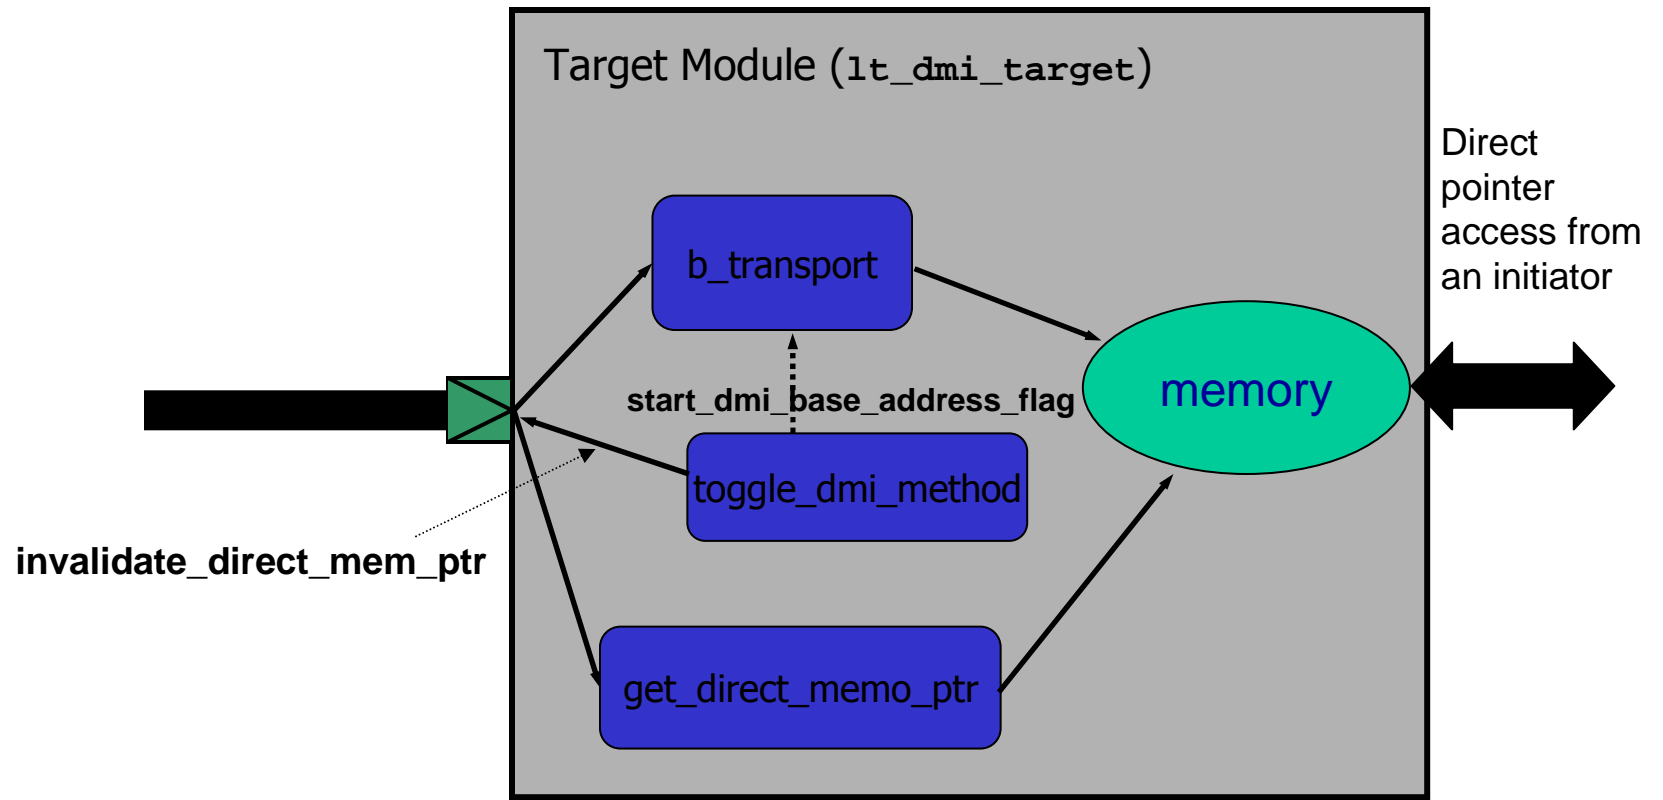 Target Module (lt_dmi_target)
Direct
pointer
access from
an initiator
b_transport
start_dmi_base_address_flag
memory
toggle_dmi_method
invalidate_direct_mem_ptr
get_direct_memo_ptr